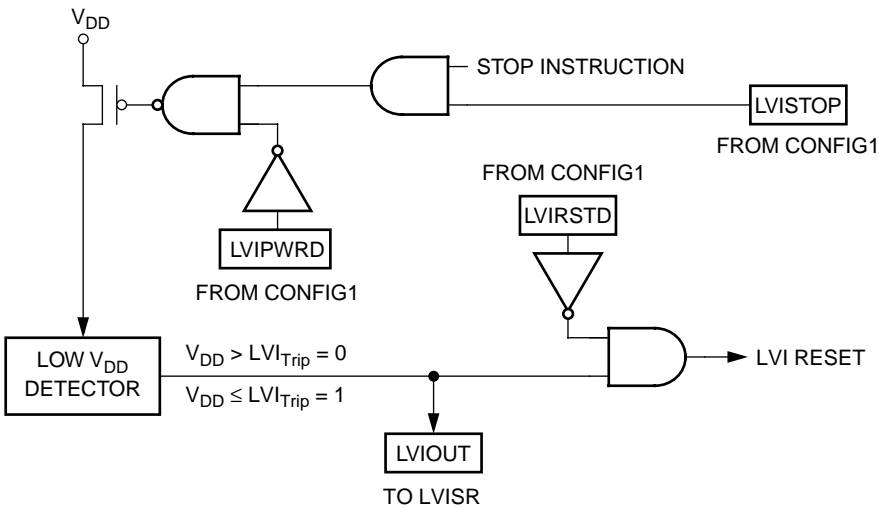 VDD
STOP INSTRUCTION
LVISTOP
FROM CONFIG1
FROM CONFIG1
LVIRSTD
LVIPWRD
FROM CONFIG1
LOW VDD
DETECTOR
VDD > LVITrip = 0
VDD ≤ LVITrip = 1
LVI RESET
LVIOUT
TO LVISR